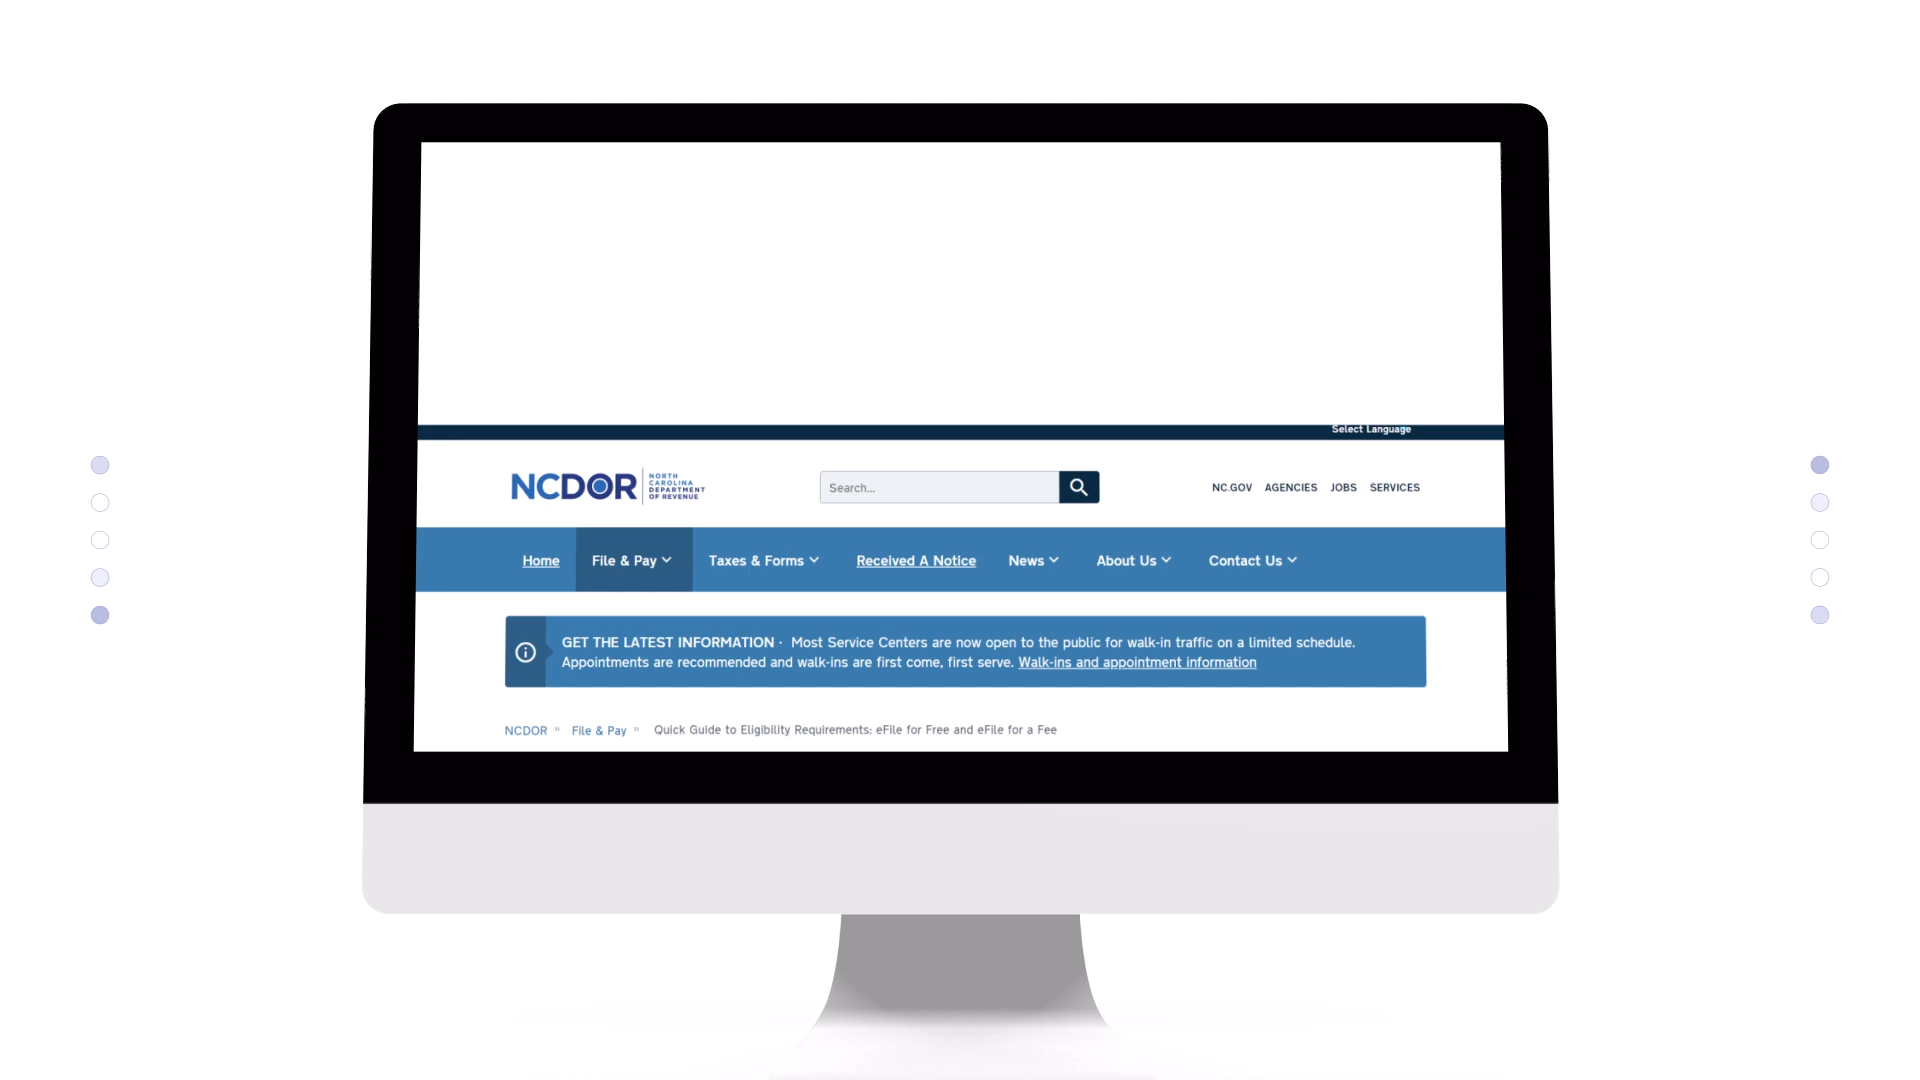 Select Language
NCDOR
NORTH
CAROLINA
DEPARTMENT
OF REVENUE
Search...
NC.GOV AGENCIES JOBS SERVICES
Home File & Pay Taxes & Forms Received A Notice News About Us Contact Us
GET THE LATEST INFORMATION · Most Service Centers are now open to the public for walk-in traffic on a limited schedule.
Appointments are recommended and walk-ins are first come, first serve. Walk-ins and appointment information
NCDOR » File & Pay » Quick Guide to Eligibility Requirements: eFile for Free and eFile for a Fee